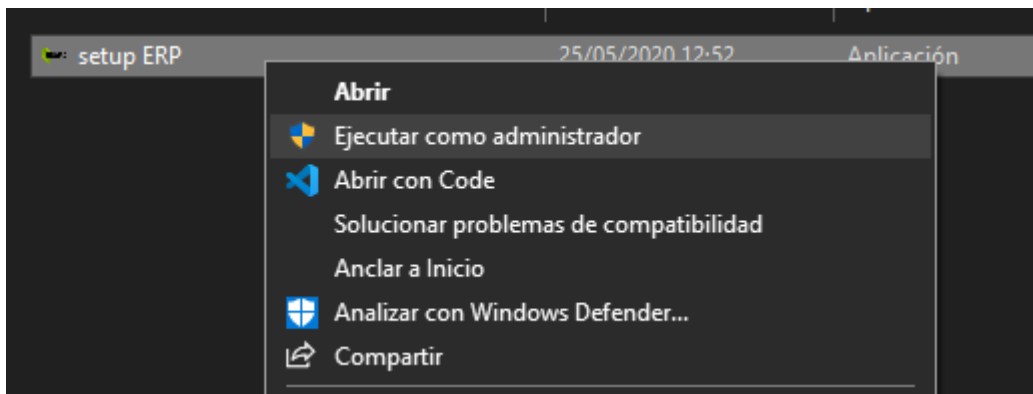 setup ERP 25/05/2020 12:52 Aplicación
Abrir
Ejecutar como administrador
Abrir con Code
Solucionar problemas de compatibilidad
Anclar a Inicio
Analizar con Windows Defender...
Compartir